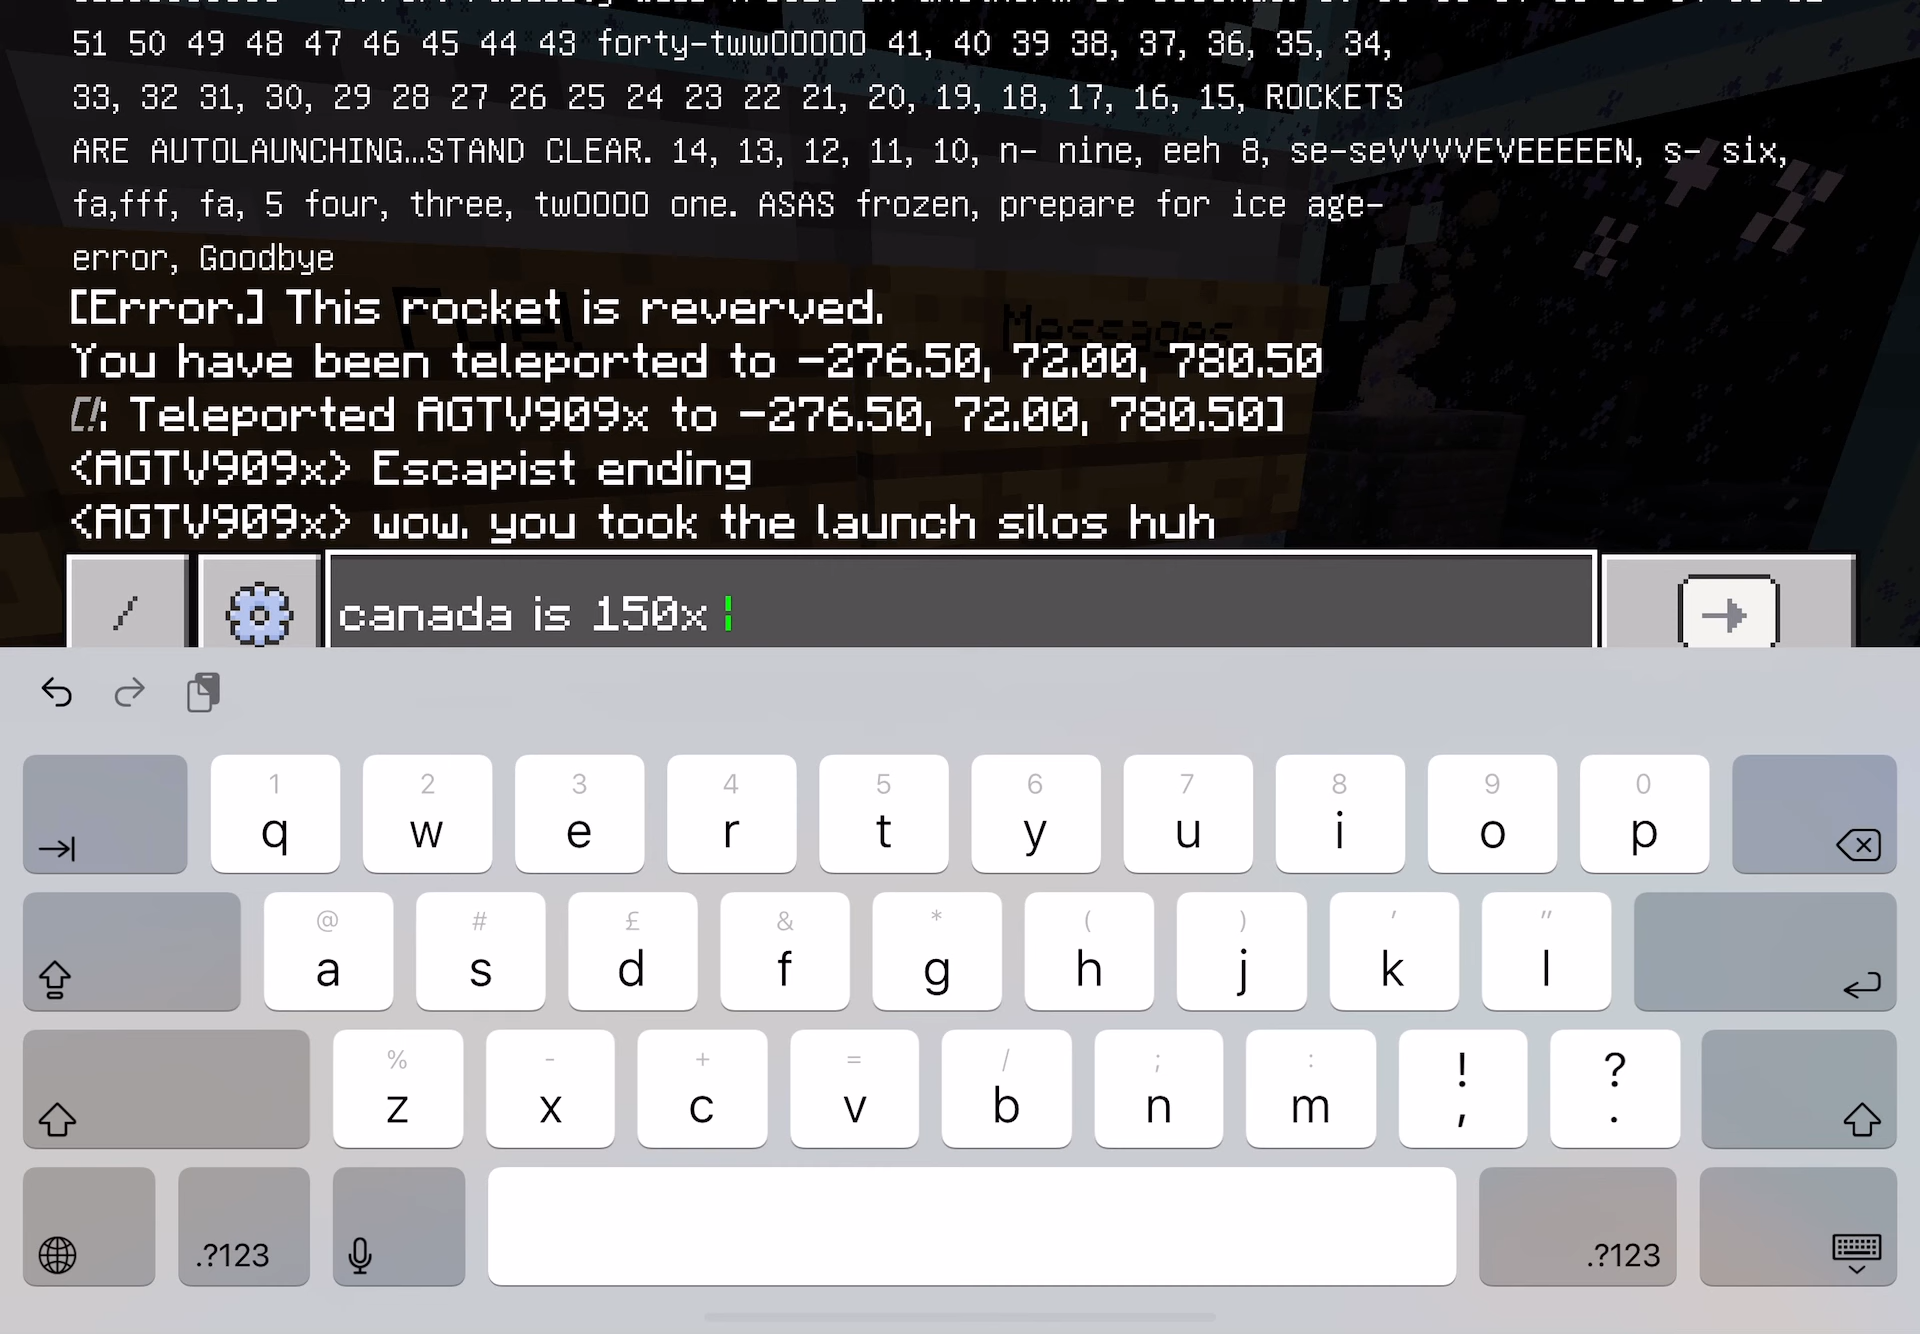 51 50 49 48 47 46 45 44 43 forty-twwOOOOO 41, 40 39 38, 37, 36, 35, 34,
33, 32 31, 30, 29 28 27 26 25 24 23 22 21, 20, 19, 18, 17, 16, 15, ROCKETS
ARE AUTOLAUNCHING...STAND CLEAR. 14, 13, 12, 11, 10, n- nine, eeh 8, se-seVVVVEVEEEEEN, s- six,
fa,fff, fa, 5 four, three, twOOOO one. ASAS frozen, prepare for ice age-
error, Goodbye
[Error.] This rocket is reverved.
Fuel
Messages
You have been teleported to -276.50, 72.00, 780.50
[!: Teleported AGTV909x to -276.50, 72.00, 780.50]
<AGTV909x> Escapist ending
<AGTV909x> wow. you took the launch silos huh
/
canada is 150x
1 2 3 4 5 6 7 8 9 0
q w e r t y u i o p
@ # £ & * ( ) ' "
a s d f g h j k l
% - + = / ; : ! ?
z x c v b n m , .
.?123 .?123